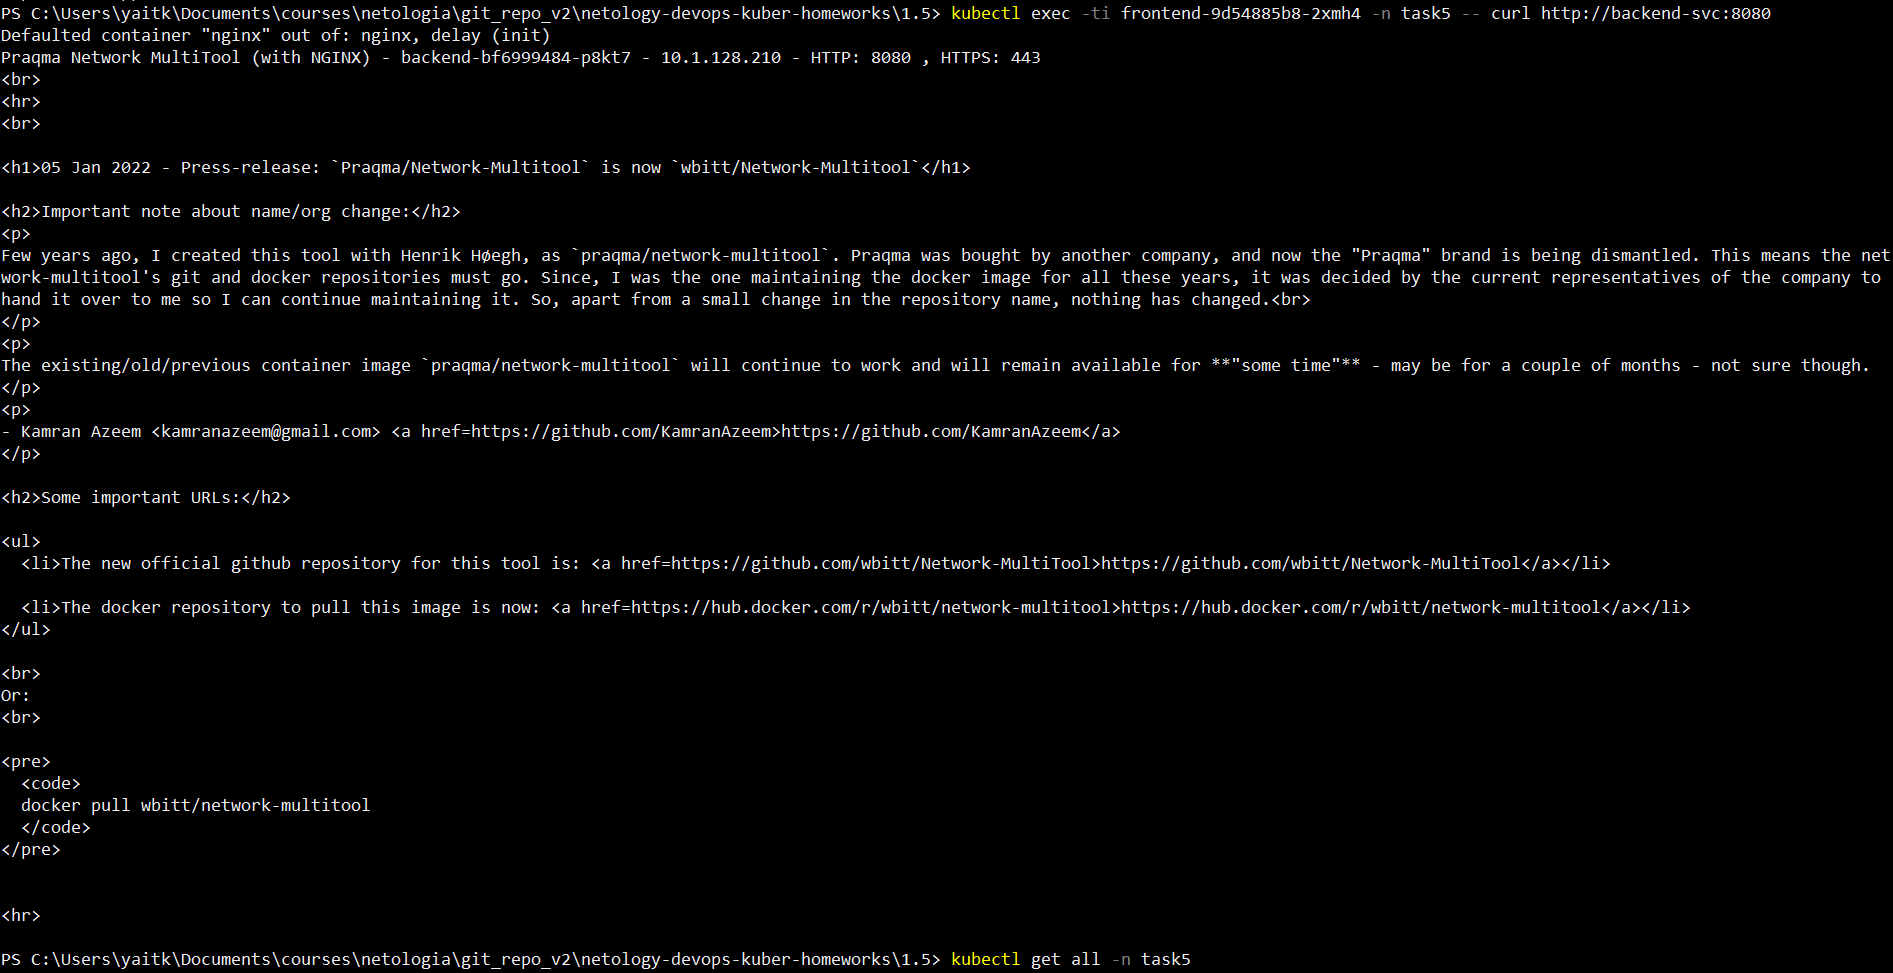 PS C:\Users\yaitk\Documents\courses\netologia\git_repo_v2\netology-devops-kuber-homeworks\1.5> kubectl exec -ti frontend-9d54885b8-2xmh4 -n task5 -- curl http://backend-svc:8080
Defaulted container "nginx" out of: nginx, delay (init)
Praqma Network MultiTool (with NGINX) - backend-bf6999484-p8kt7 - 10.1.128.210 - HTTP: 8080 , HTTPS: 443
<br>
<hr>
<br>
<h1>05 Jan 2022 - Press-release: `Praqma/Network-Multitool` is now `wbitt/Network-Multitool`</h1>
<h2>Important note about name/org change:</h2>
<p>
Few years ago, I created this tool with Henrik Høegh, as `praqma/network-multitool`. Praqma was bought by another company, and now the "Praqma" brand is being dismantled. This means the net
work-multitool's git and docker repositories must go. Since, I was the one maintaining the docker image for all these years, it was decided by the current representatives of the company to
hand it over to me so I can continue maintaining it. So, apart from a small change in the repository name, nothing has changed.<br>
</p>
<p>
The existing/old/previous container image `praqma/network-multitool` will continue to work and will remain available for **"some time"** - may be for a couple of months - not sure though.
</p>
<p>
- Kamran Azeem <kamranazeem@gmail.com> <a href=https://github.com/KamranAzeem>https://github.com/KamranAzeem</a>
</p>
<h2>Some important URLs:</h2>
<ul>
  <li>The new official github repository for this tool is: <a href=https://github.com/wbitt/Network-MultiTool>https://github.com/wbitt/Network-MultiTool</a></li>
  <li>The docker repository to pull this image is now: <a href=https://hub.docker.com/r/wbitt/network-multitool>https://hub.docker.com/r/wbitt/network-multitool</a></li>
</ul>
<br>
Or:
<br>
<pre>
  <code>
  docker pull wbitt/network-multitool
  </code>
</pre>
<hr>
PS C:\Users\yaitk\Documents\courses\netologia\git_repo_v2\netology-devops-kuber-homeworks\1.5> kubectl get all -n task5